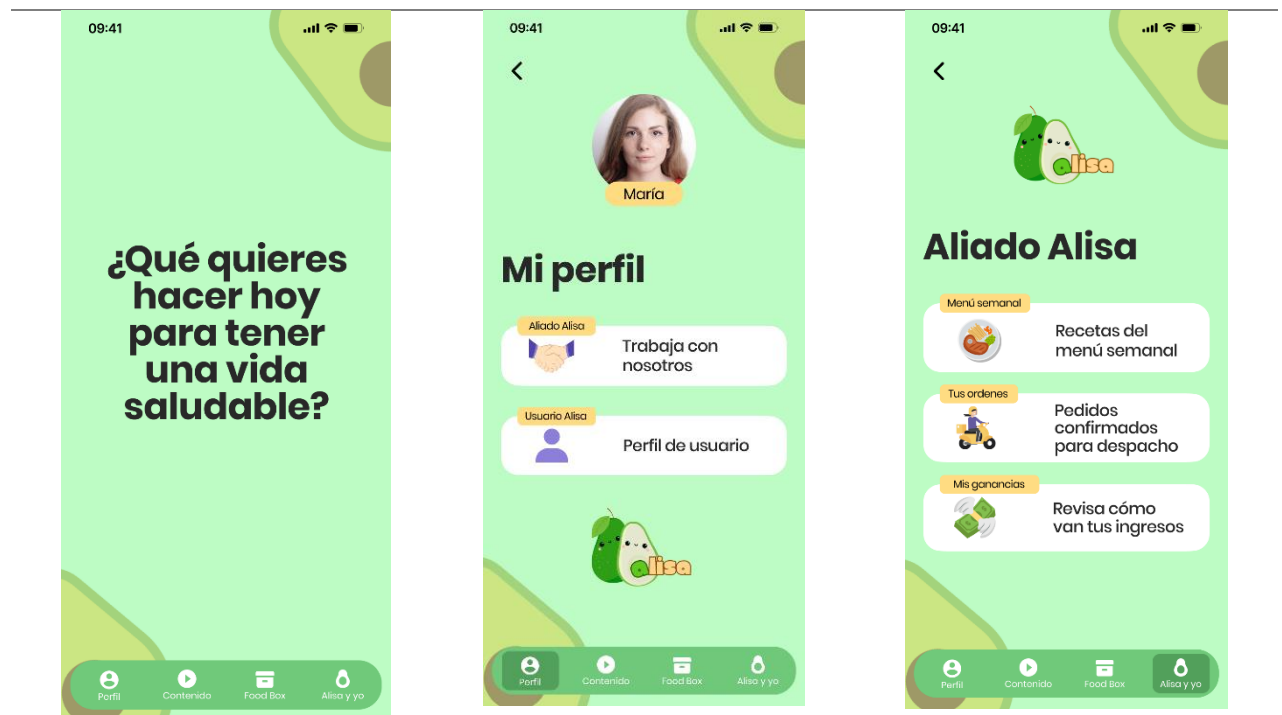 09:41
¿Qué quieres
hacer hoy
para tener
una vida
saludable?
Perfil
Contenido
Food Box
Alisa y yo
09:41
María
Mi perfil
Aliado Alisa
Trabaja con
nosotros
Usuario Alisa
Perfil de usuario
alisa
Perfil
Contenido
Food Box
Alisa y yo
09:41
alisa
Aliado Alisa
Menú semanal
Recetas del
menú semanal
Tus ordenes
Pedidos
confirmados
para despacho
Mis ganancias
Revisa cómo
van tus ingresos
Perfil
Contenido
Food Box
Alisa y yo